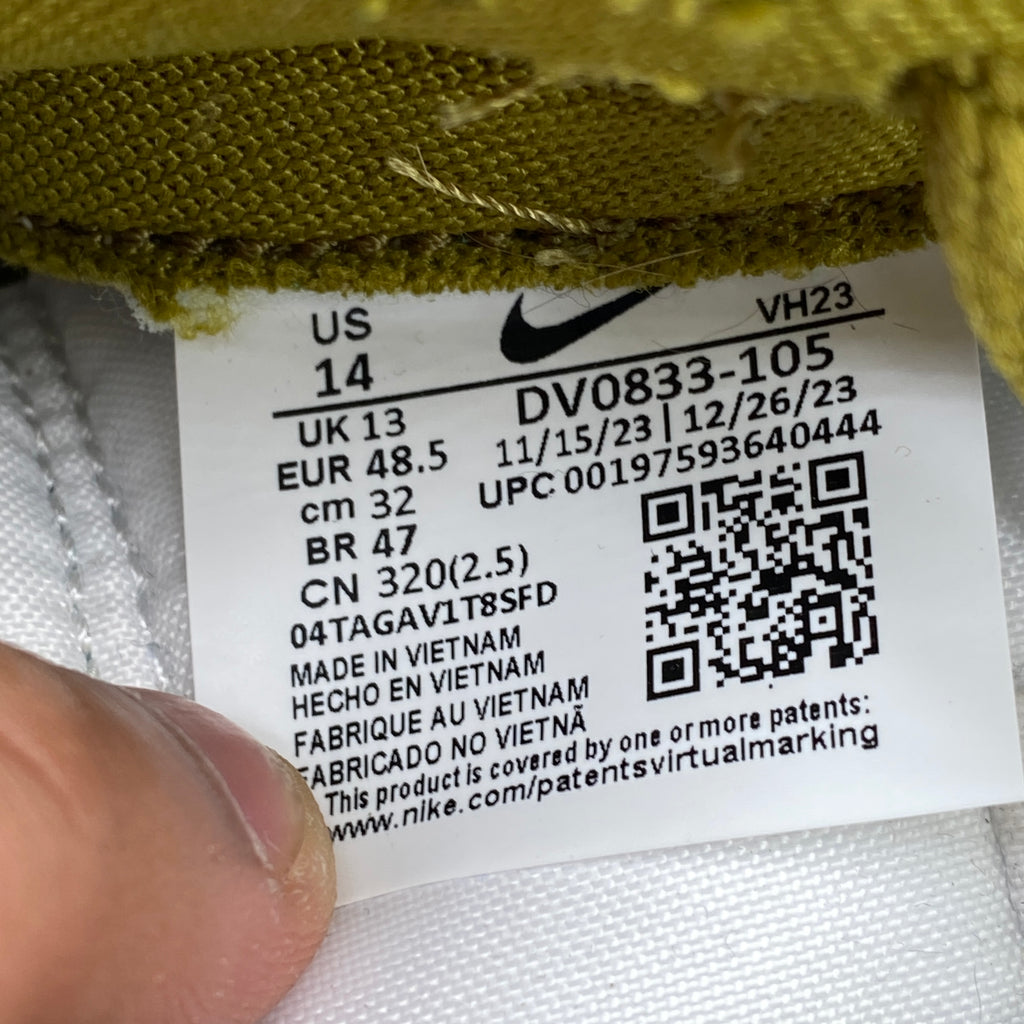 US
14
VH23
UK 13
EUR 48.5
cm 32
BR 47
CN 320(2.5)
DV0833-105
11/15/23 | 12/26/23
UPC 00197593640444
04TAGAV1T8SFD
MADE IN VIETNAM
HECHO EN VIETNAM
FABRIQUE AU VIETNAM
FABRICADO NO VIETNÃ
This product is covered by one or more patents:
www.nike.com/patentsvirtualmarking